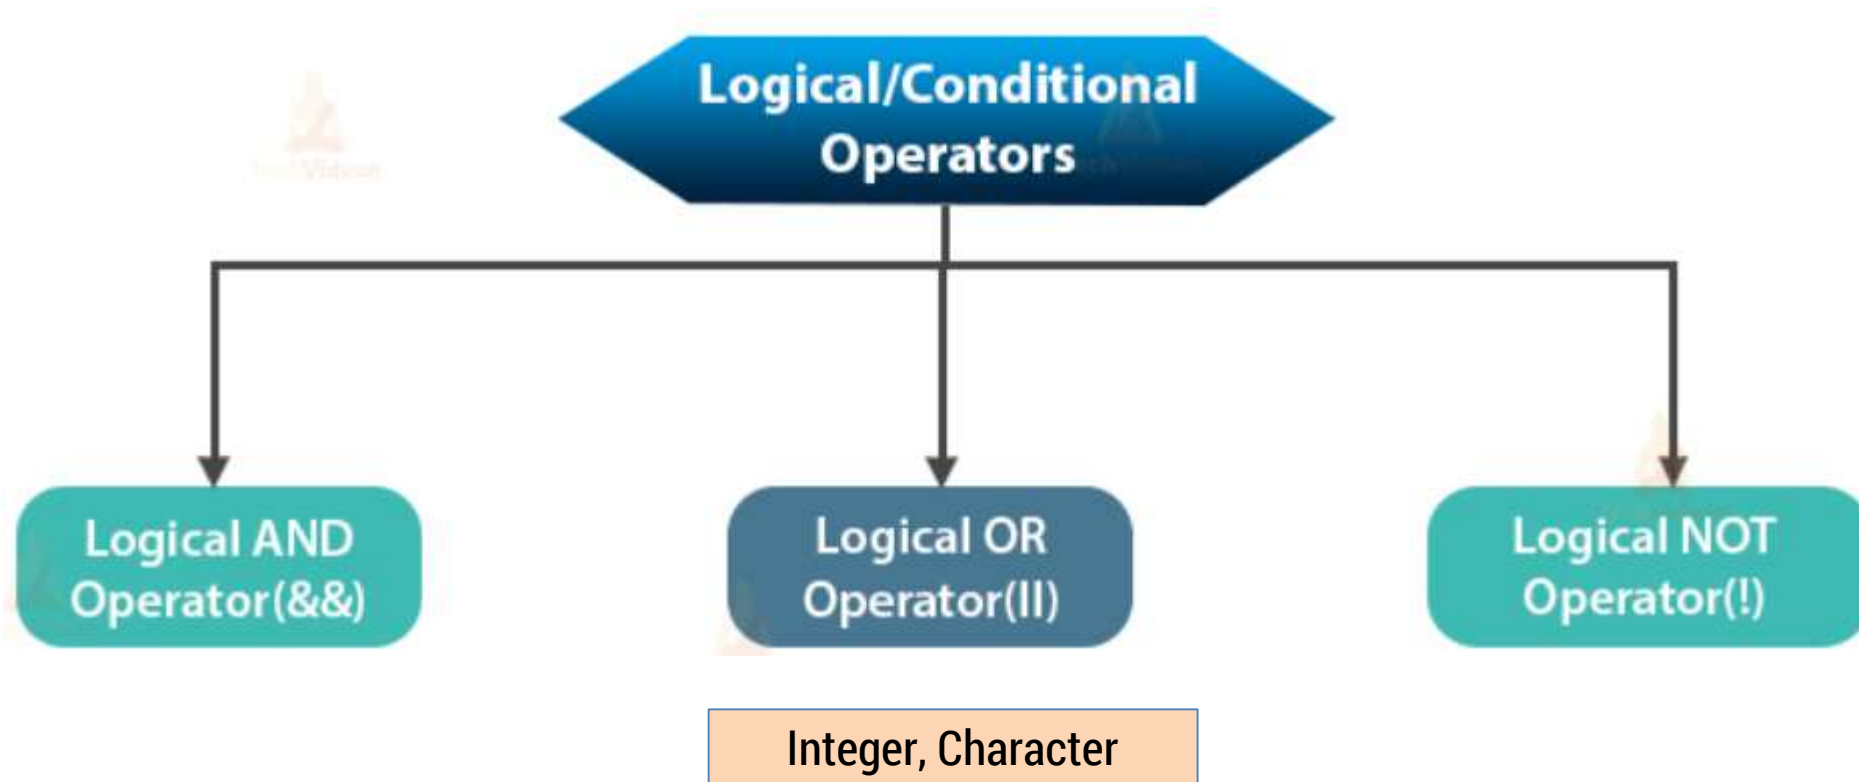 Logical/Conditional
Operators
Logical AND
Operator(&&)
Logical OR
Operator(II)
Logical NOT
Operator(!)
Integer, Character